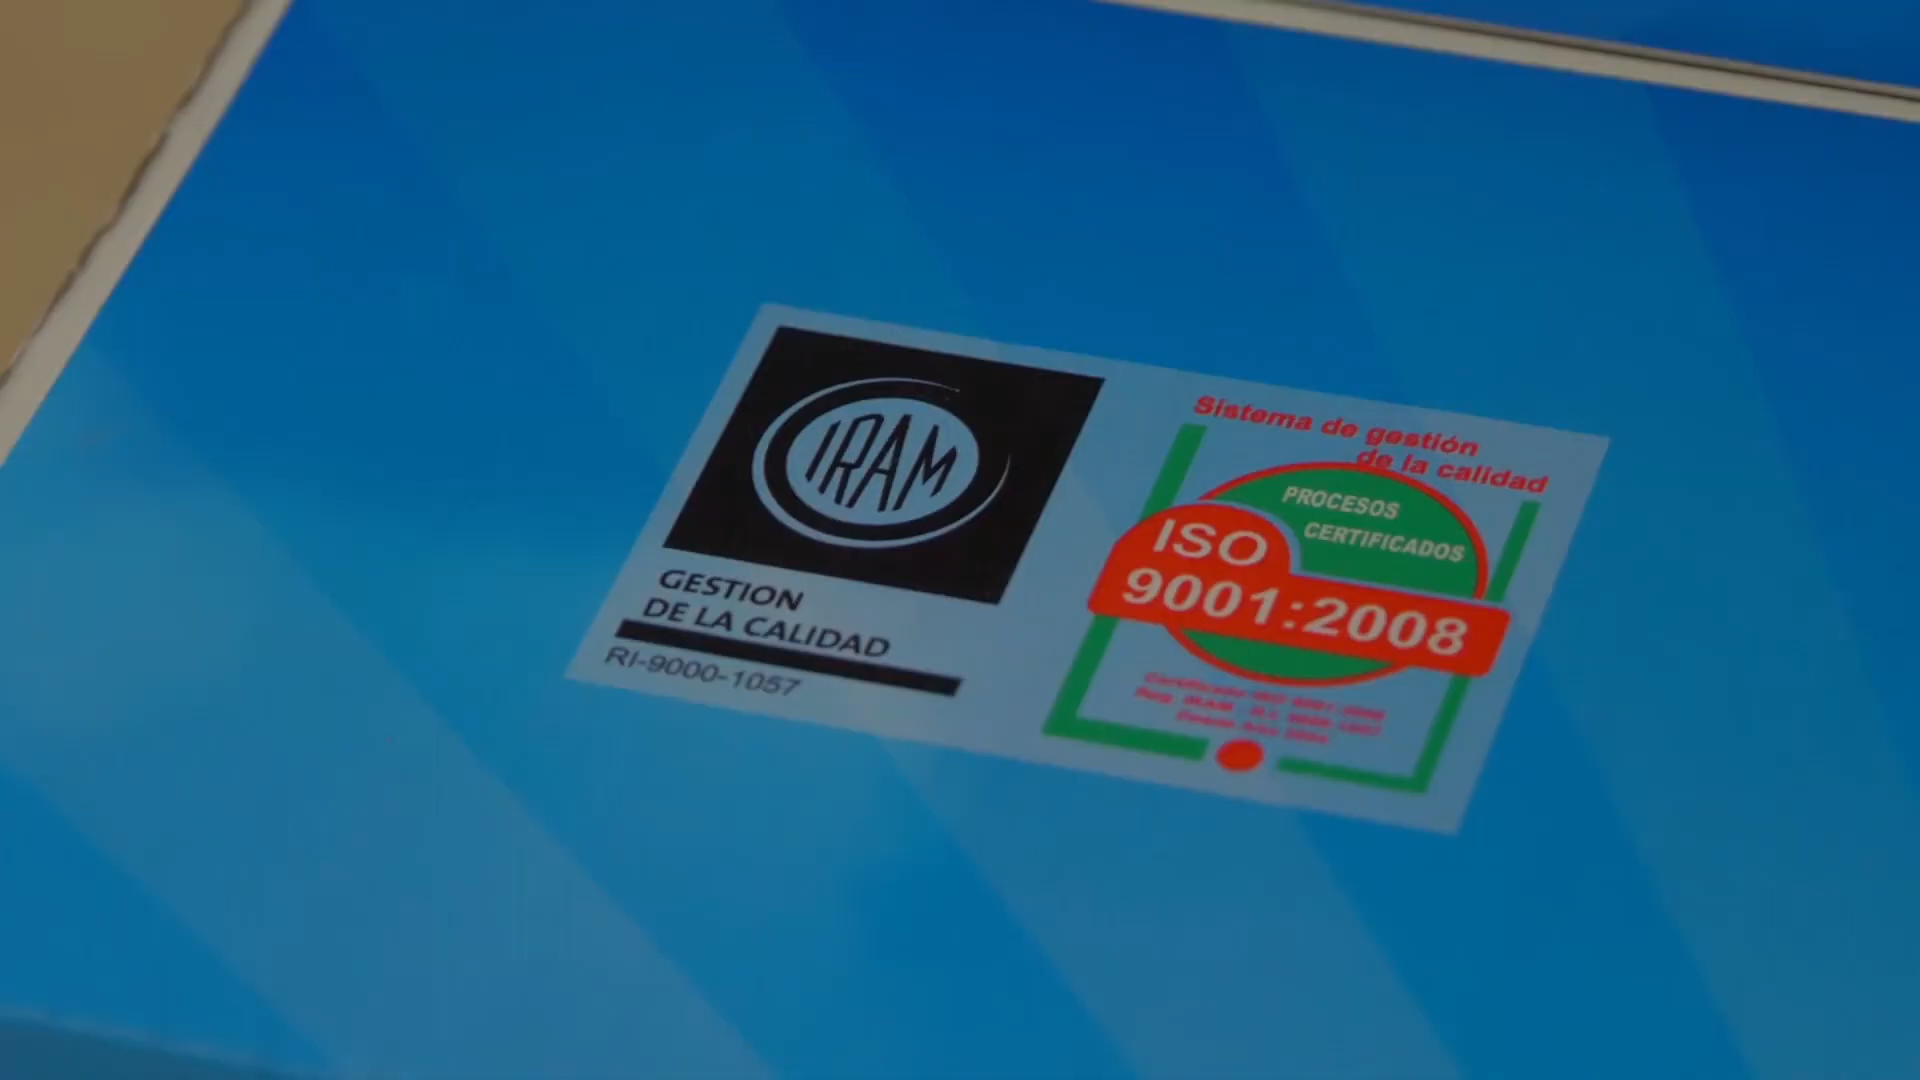 IRAM
GESTION
DE LA CALIDAD
RI-9000-1057
Sistema de gestión
de la calidad
PROCESOS
CERTIFICADOS
ISO
9001:2008